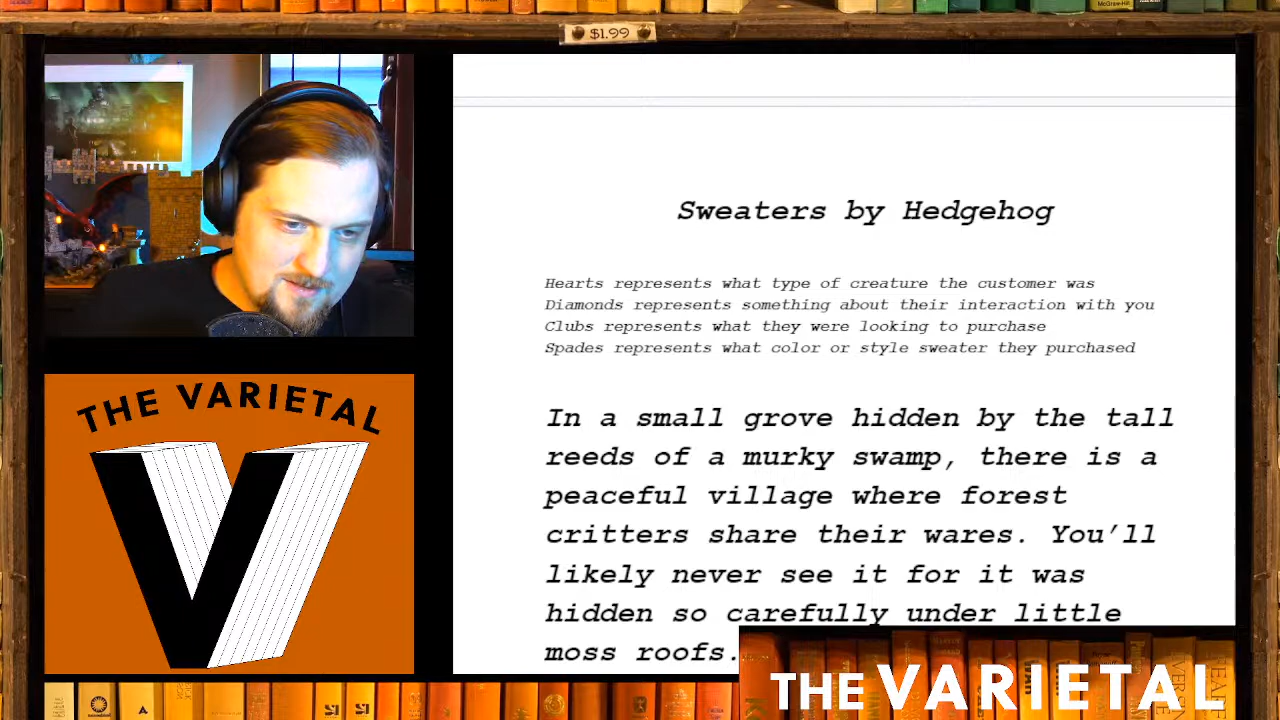 McGraw-Hill
$1.99
Sweaters by Hedgehog
Hearts represents what type of creature the customer was
Diamonds represents something about their interaction with you
Clubs represents what they were looking to purchase
Spades represents what color or style sweater they purchased
In a small grove hidden by the tall
reeds of a murky swamp, there is a
peaceful village where forest
critters share their wares. You’ll
likely never see it for it was
hidden so carefully under little
moss roofs.
THE VARIETAL
THE VARIETAL